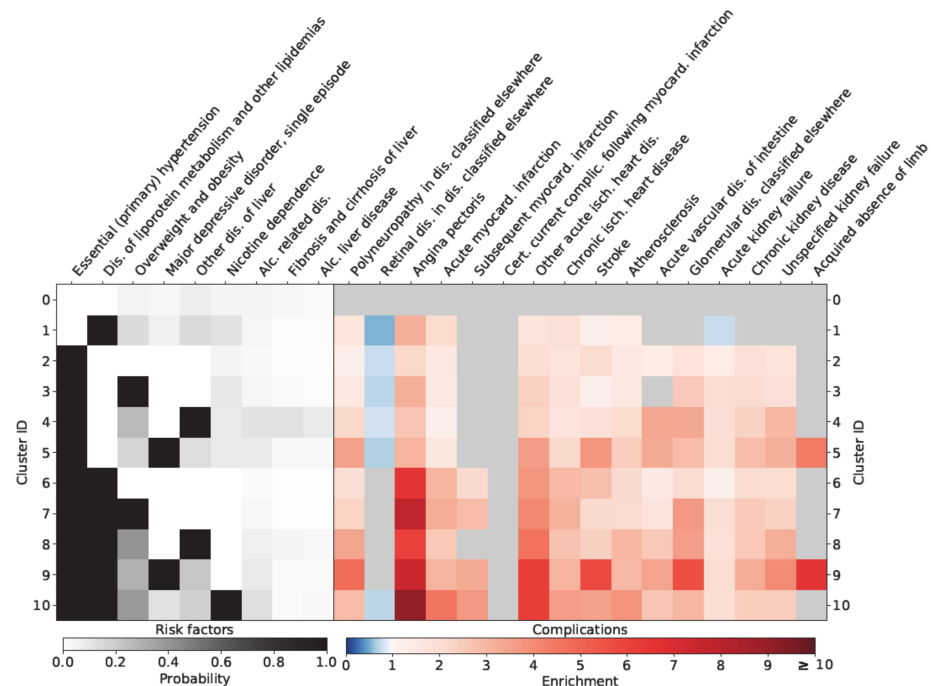 Essential (primary) hypertension
Dis. of lipoprotein metabolism and other lipidemias
Overweight and obesity
Major depressive disorder, single episode
Other dis. of liver
Nicotine dependence
Alc. related dis.
Fibrosis and cirrhosis of liver
Alc. liver disease
Polyneuropathy in dis. classified elsewhere
Retinal dis. in dis. classified elsewhere
Angina pectoris
Acute myocard. infarction
Subsequent myocard. infarction
Cert. current complic. following myocard. infarction
Other acute isch. heart dis.
Chronic isch. heart disease
Stroke
Atherosclerosis
Acute vascular dis. of intestine
Glomerular dis. classified elsewhere
Acute kidney failure
Chronic kidney disease
Unspecified kidney failure
Acquired absence of limb
0 0
1 1
2 2
3 3
4 4
5 5
6 6
7 7
8 8
9 9
10 10
Cluster ID
Cluster ID
Risk factors Complications
0.0 0.2 0.4 0.6 0.8 1.0 0 1 2 3 4 5 6 7 8 9 ≥ 10
Probability Enrichment